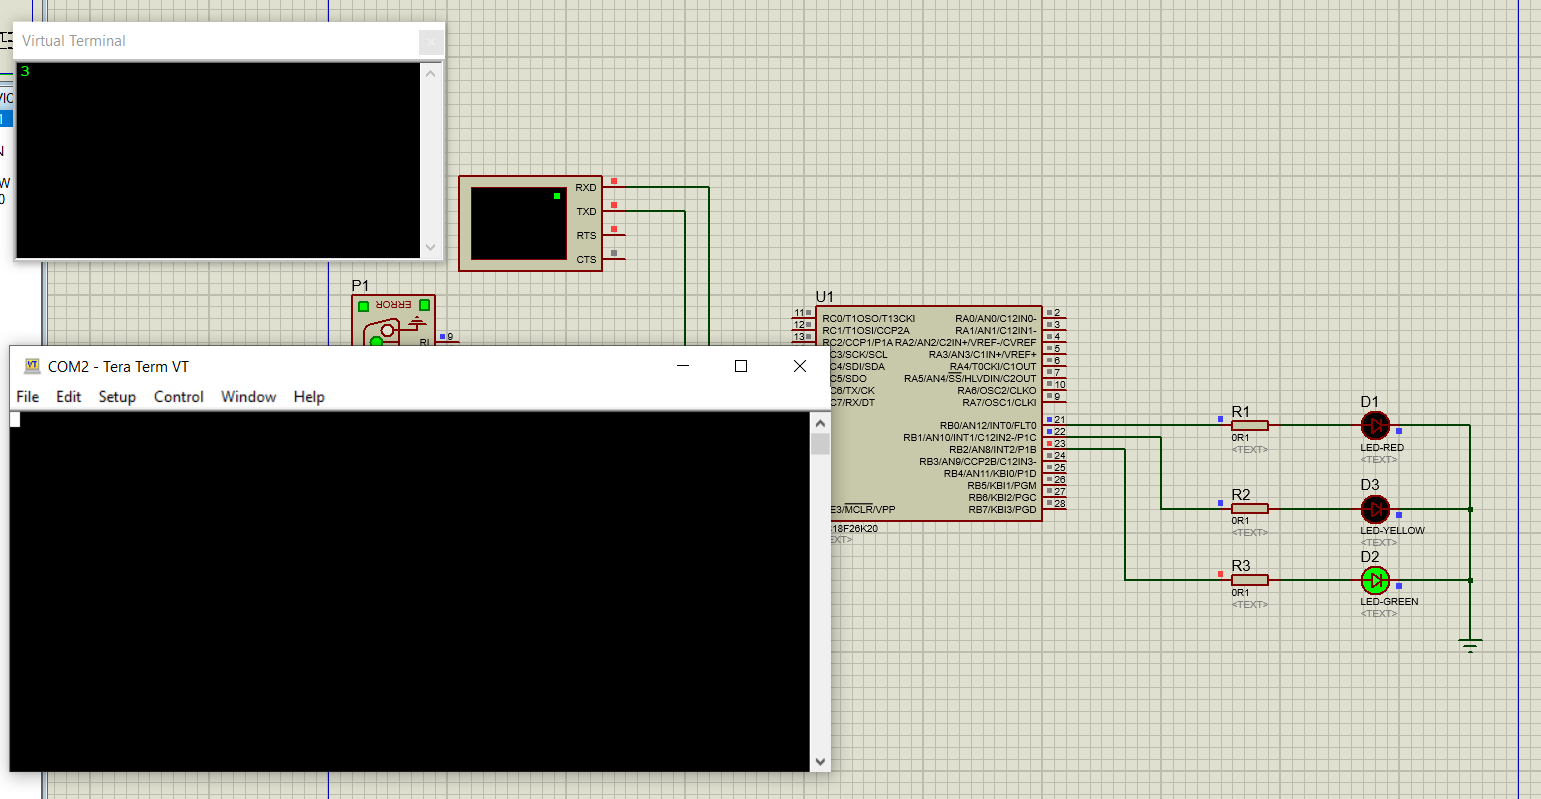 Virtual Terminal
3
RXD
TXD
RTS
CTS
P1
ERROR
RI
9
COM2 - Tera Term VT
File Edit Setup Control Window Help
U1
11 RC0/T1OSO/T13CKI RA0/AN0/C12IN0- 2
12 RC1/T1OSI/CCP2A RA1/AN1/C12IN1- 3
13 RC2/CCP1/P1A RA2/AN2/C2IN+/VREF-/CVREF 4
C3/SCK/SCL RA3/AN3/C1IN+/VREF+ 5
C4/SDI/SDA RA4/T0CKI/C1OUT 6
C5/SDO RA5/AN4/SS/HLVDIN/C2OUT 7
C6/TX/CK RA6/OSC2/CLKO 10
C7/RX/DT RA7/OSC1/CLKI 9
RB0/AN12/INT0/FLT0 21
RB1/AN10/INT1/C12IN2-/P1C 22
RB2/AN8/INT2/P1B 23
RB3/AN9/CCP2B/C12IN3- 24
RB4/AN11/KBI0/P1D 25
RB5/KBI1/PGM 26
RB6/KBI2/PGC 27
E3/MCLR/VPP RB7/KBI3/PGD 28
18F26K20
EXT>
R1
0R1
<TEXT>
D1
LED-RED
<TEXT>
R2
0R1
<TEXT>
D3
LED-YELLOW
<TEXT>
R3
0R1
<TEXT>
D2
LED-GREEN
<TEXT>